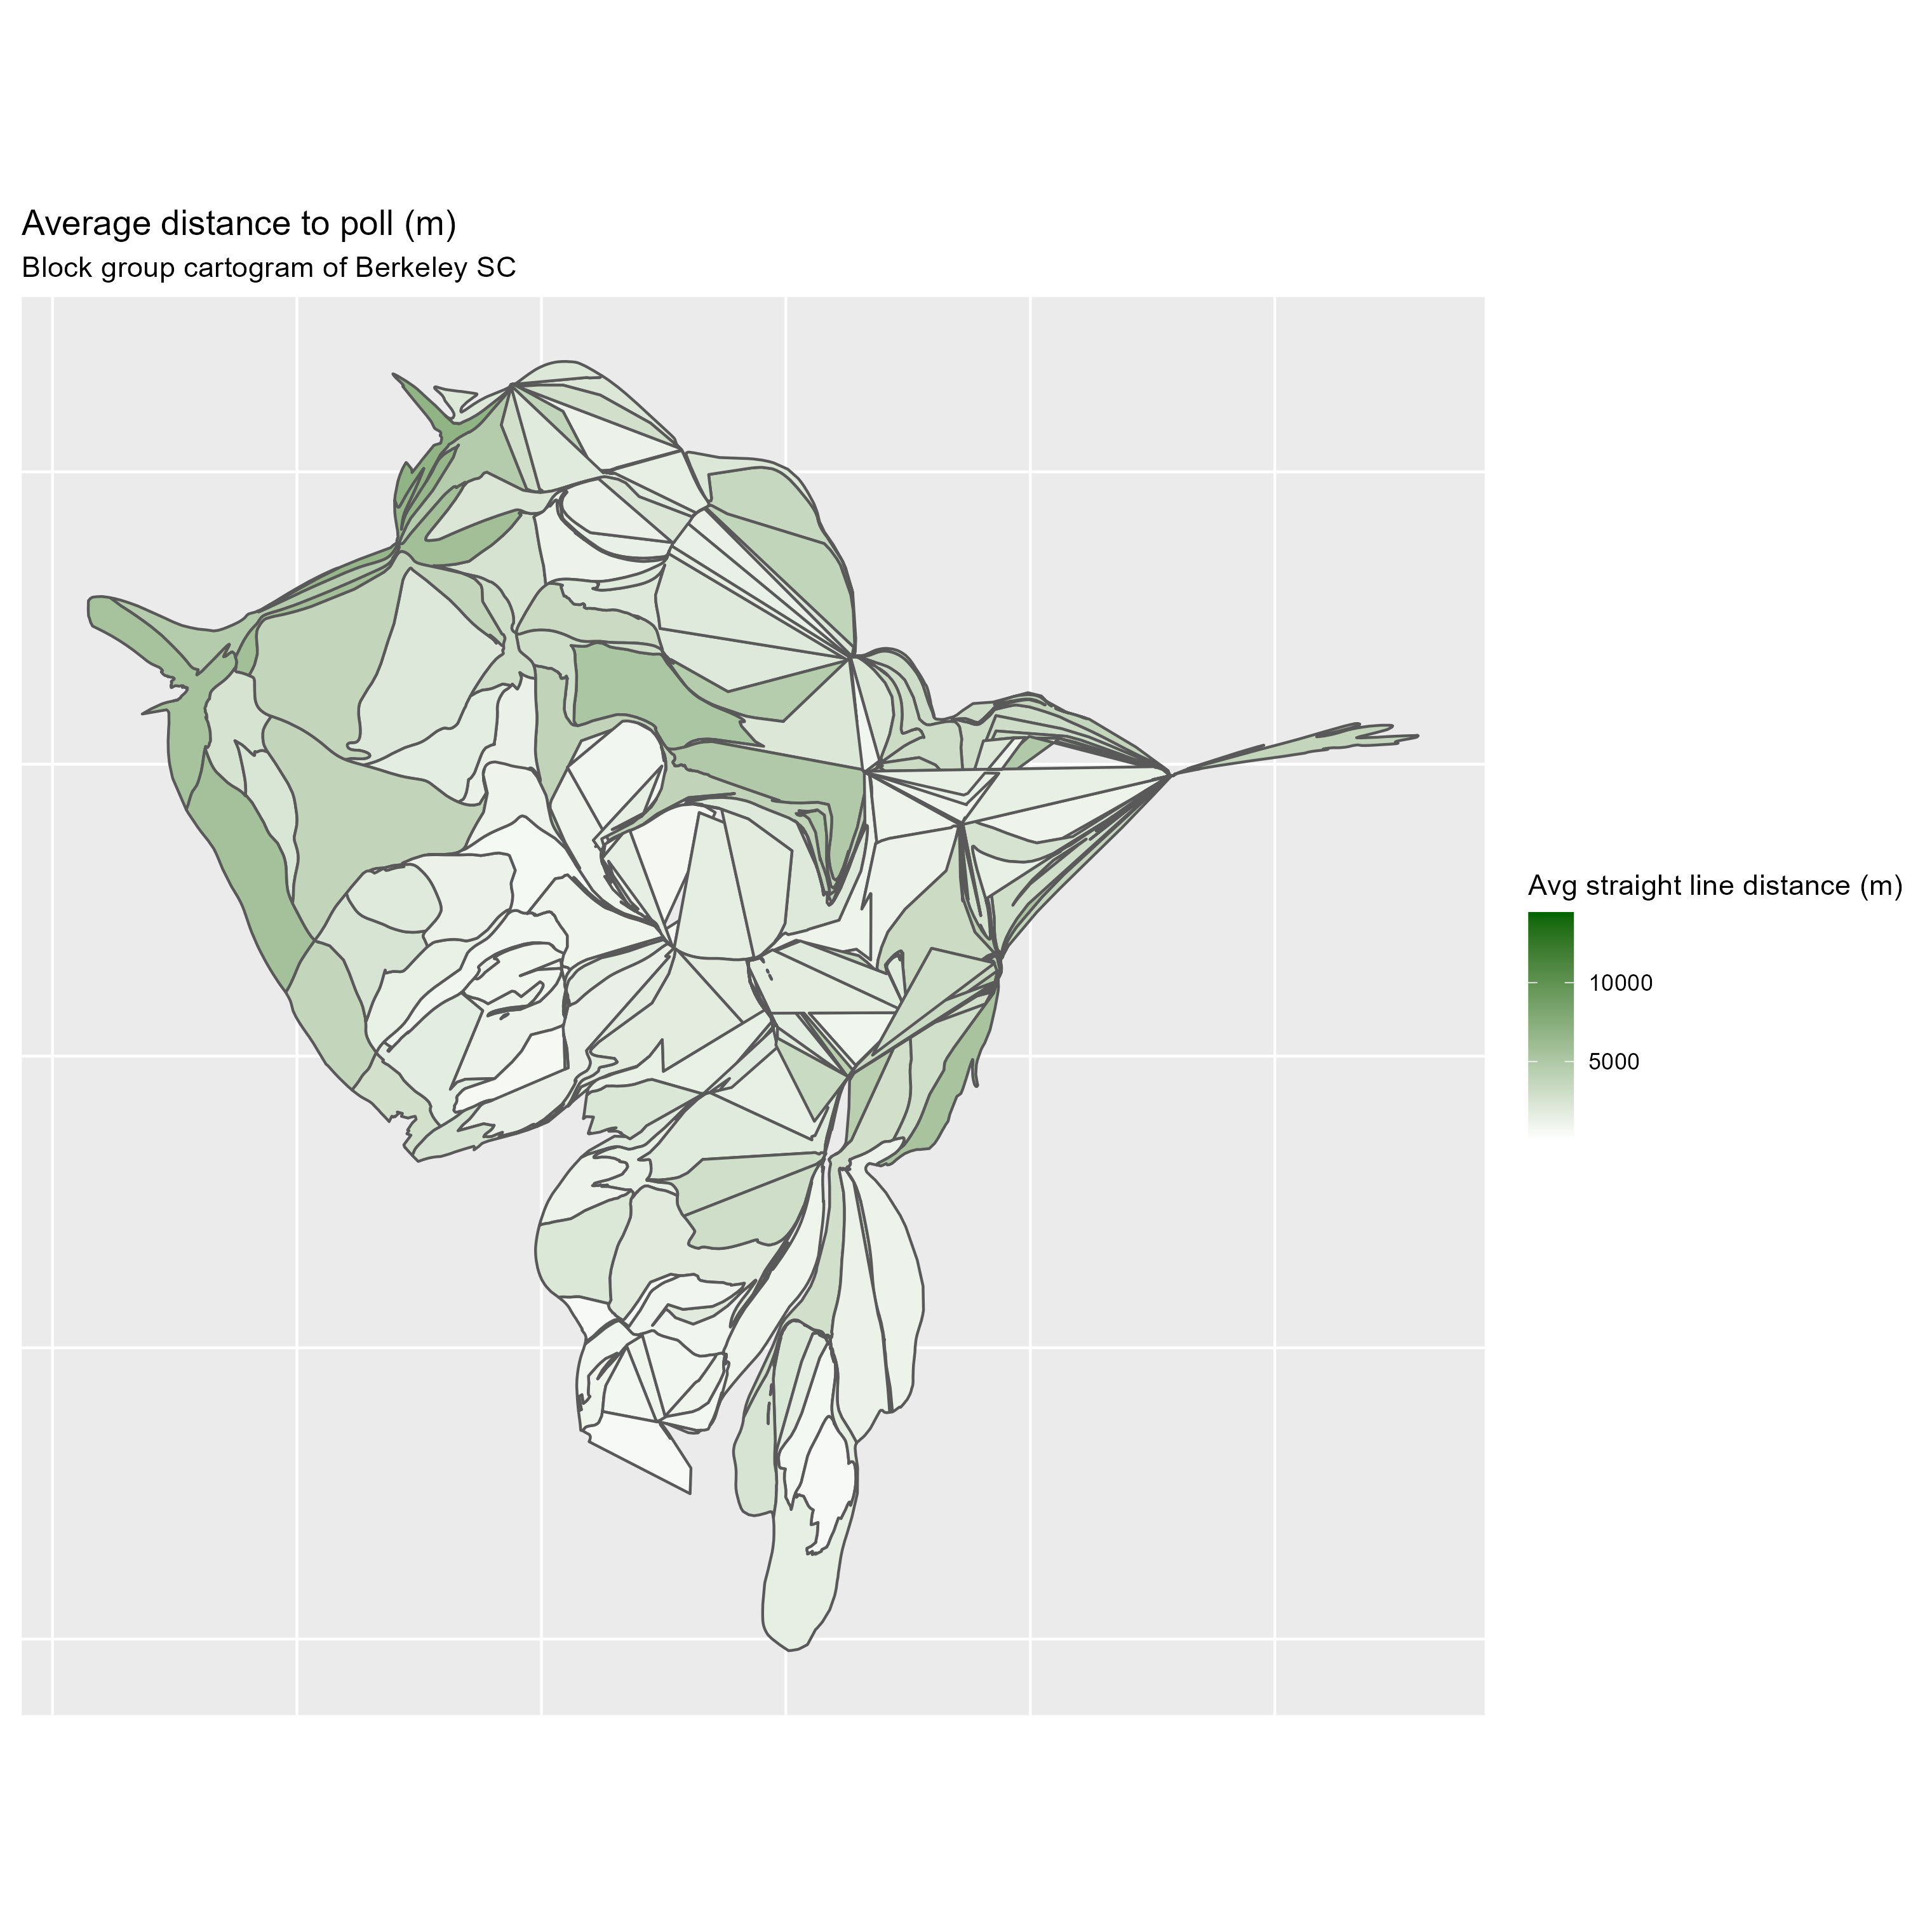 Average distance to poll (m)
Block group cartogram of Berkeley SC
Avg straight line distance (m)
10000
5000